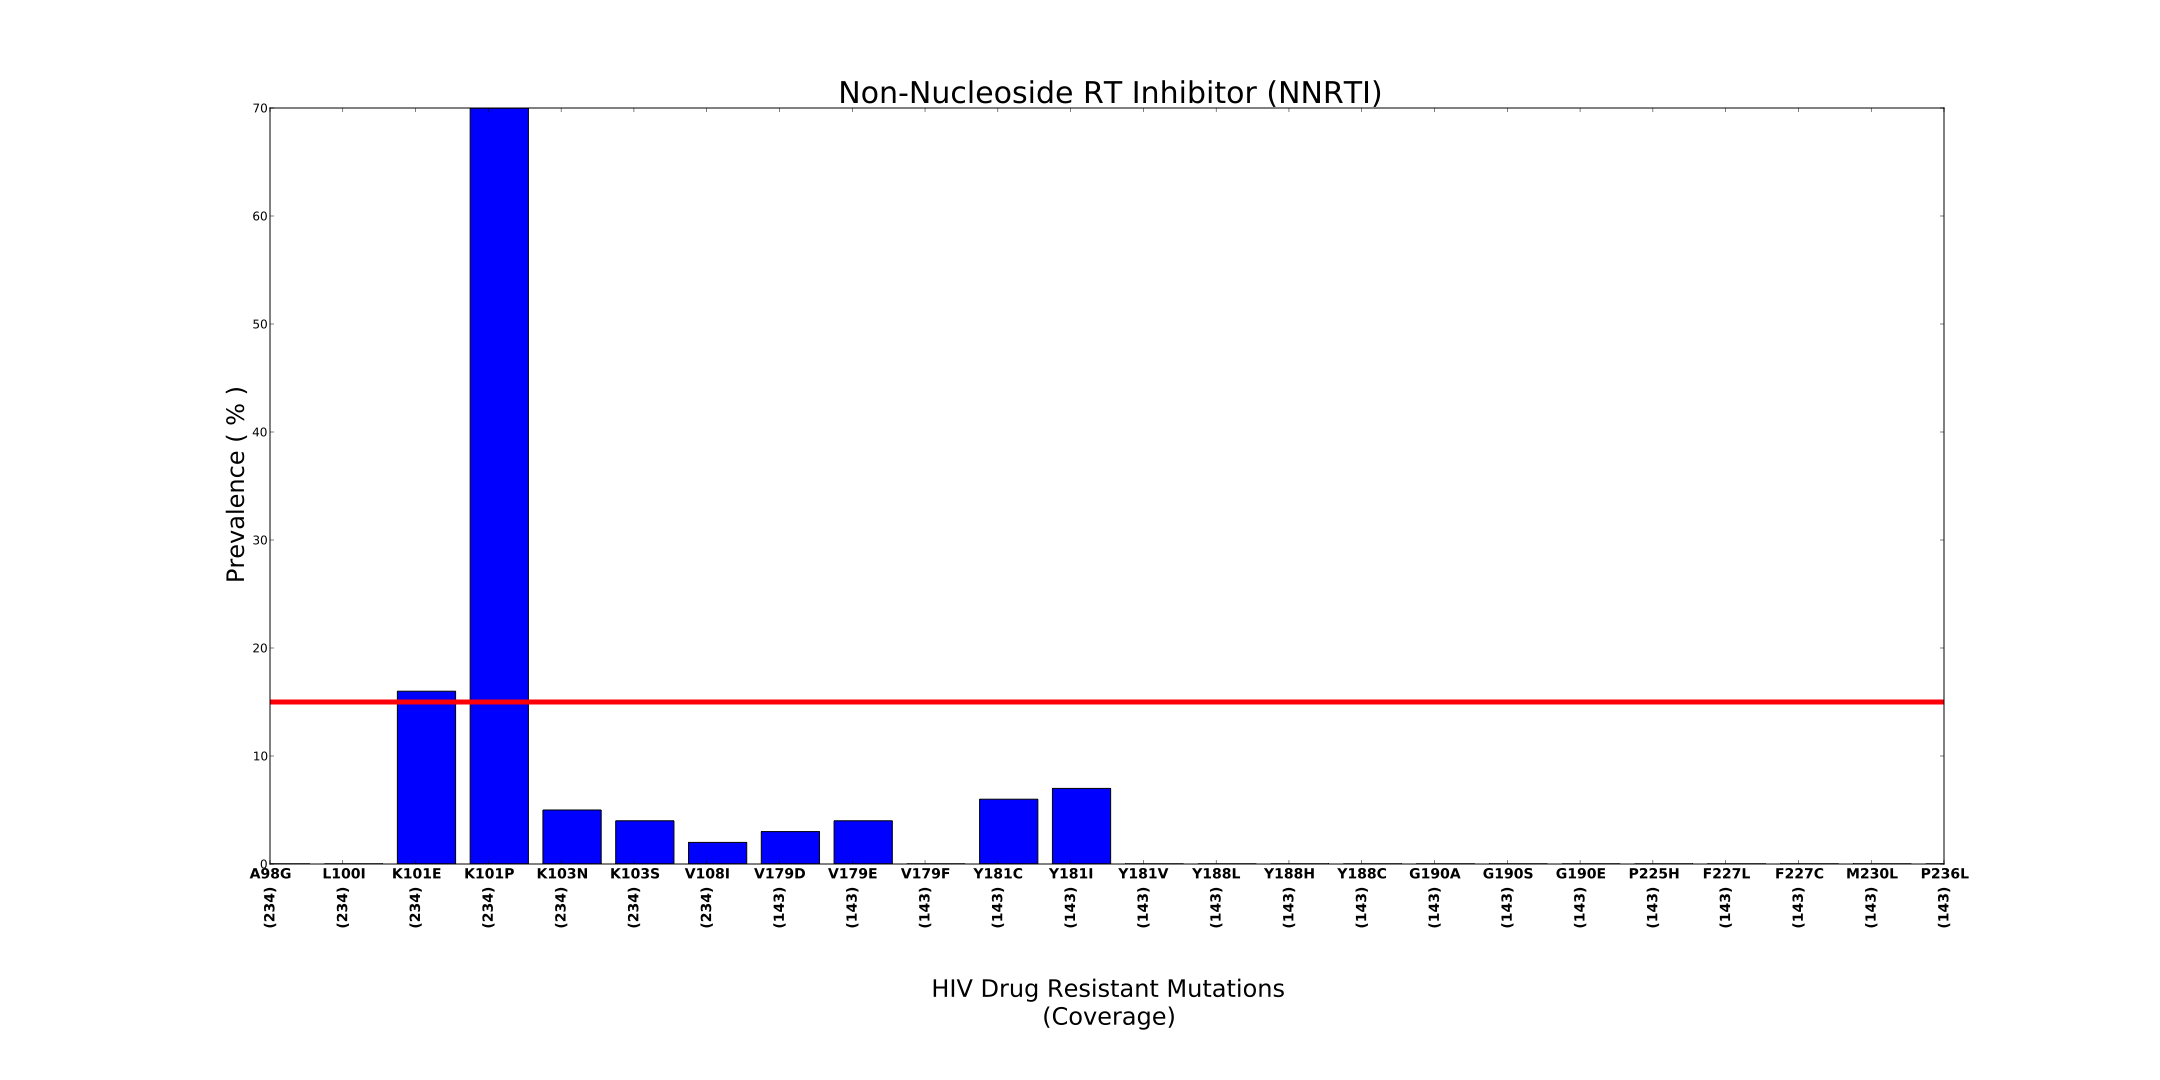 Non-Nucleoside RT Inhibitor (NNRTI)
70
60
50
40
30
20
10
0
Prevalence ( % )
A98G L100I K101E K101P K103N K103S V108I V179D V179E V179F Y181C Y181I Y181V Y188L Y188H Y188C G190A G190S G190E P225H F227L F227C M230L P236L
(234) (234) (234) (234) (234) (234) (234) (143) (143) (143) (143) (143) (143) (143) (143) (143) (143) (143) (143) (143) (143) (143) (143) (143)
HIV Drug Resistant Mutations
(Coverage)